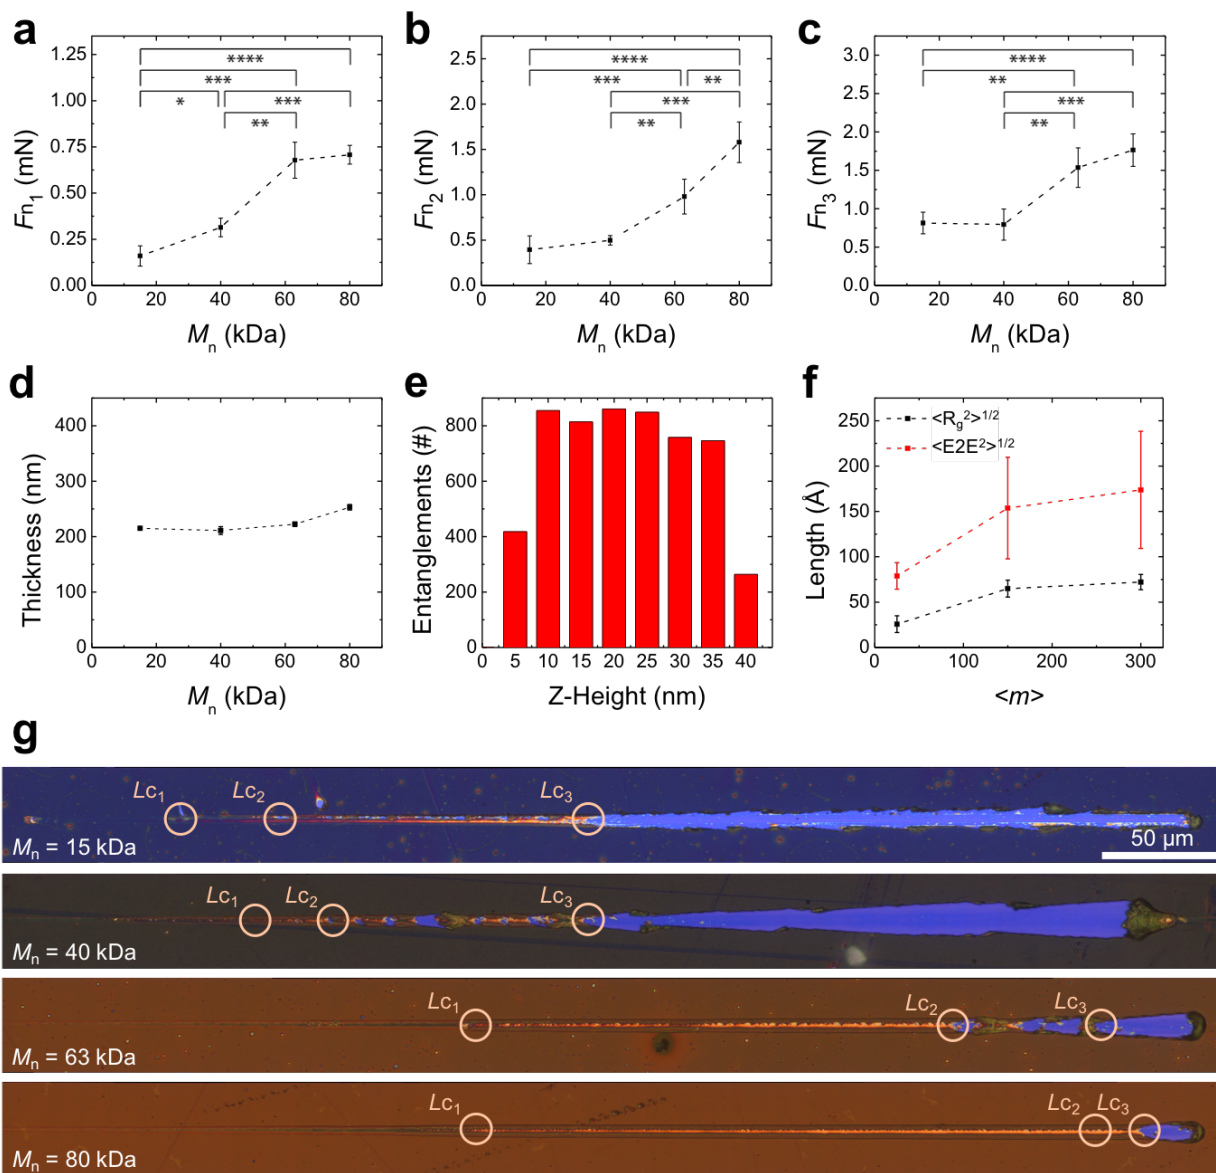 a
b
c
1.25
1.00
0.75
0.50
0.25
0.00
Fn1 (mN)
****
***
*
***
**
0
20
40
60
80
Mn (kDa)
2.5
2.0
1.5
1.0
0.5
0.0
Fn2 (mN)
****
***
**
***
**
0
20
40
60
80
Mn (kDa)
3.0
2.5
2.0
1.5
1.0
0.5
0.0
Fn3 (mN)
****
**
***
**
0
20
40
60
80
Mn (kDa)
d
e
f
400
300
200
100
0
Thickness (nm)
0
20
40
60
80
Mn (kDa)
800
600
400
200
0
Entanglements (#)
0
5
10
15
20
25
30
35
40
Z-Height (nm)
250
200
150
100
50
0
Length (Å)
<Rg²>1/2
<E2E²>1/2
0
100
200
300
<m>
g
Lc1
Lc2
Lc3
50 µm
Mn = 15 kDa
Lc1
Lc2
Lc3
Mn = 40 kDa
Lc1
Lc2
Lc3
Mn = 63 kDa
Lc1
Lc2
Lc3
Mn = 80 kDa